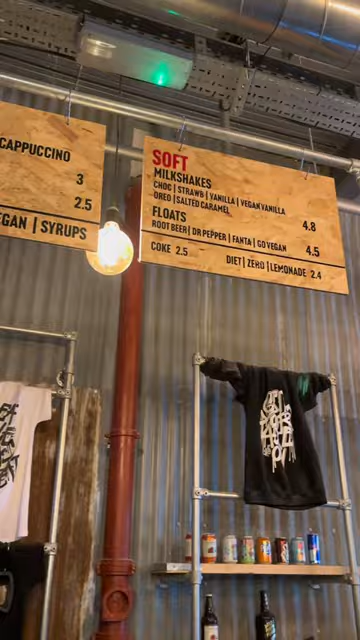 CAPPUCCINO
3
2.5
EGAN | SYRUPS
SOFT
MILKSHAKES
CHOC | STRAWB | VANILLA | VEGAN VANILLA
OREO | SALTED CARAMEL 4.8
FLOATS
ROOT BEER | DR PEPPER | FANTA | GO VEGAN 4.5
COKE 2.5 DIET | ZERO | LEMONADE 2.4